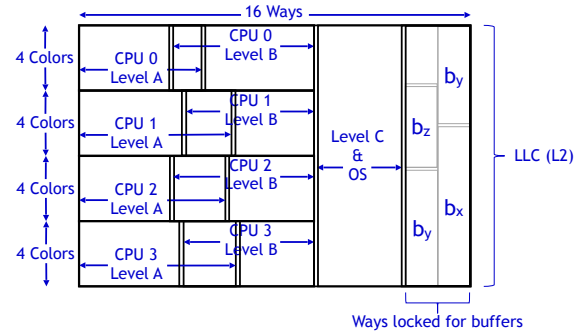 16 Ways
4 Colors
CPU 0
Level A
CPU 0
Level B
4 Colors
CPU 1
Level A
CPU 1
Level B
4 Colors
CPU 2
Level A
CPU 2
Level B
4 Colors
CPU 3
Level A
CPU 3
Level B
Level C
&
OS
by
bz
bx
by
LLC (L2)
Ways locked for buffers